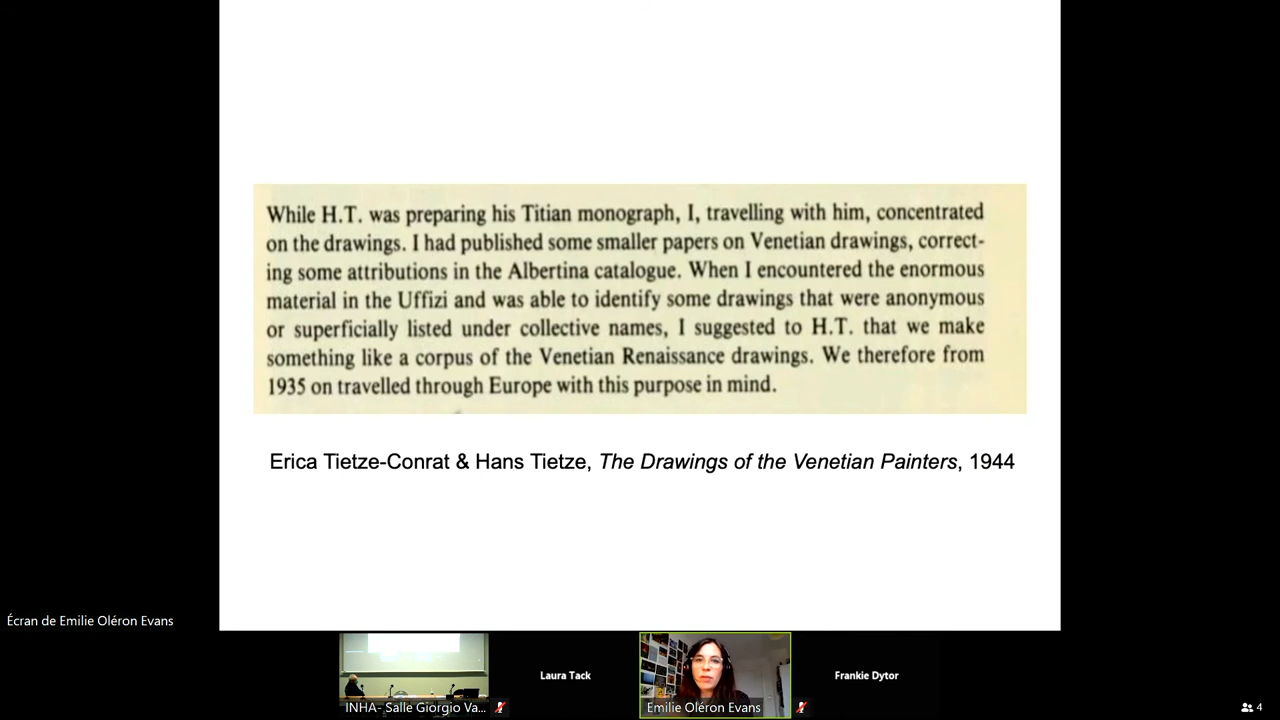 While H.T. was preparing his Titian monograph, I, travelling with him, concentrated
on the drawings. I had published some smaller papers on Venetian drawings, correct-
ing some attributions in the Albertina catalogue. When I encountered the enormous
material in the Uffizi and was able to identify some drawings that were anonymous
or superficially listed under collective names, I suggested to H.T. that we make
something like a corpus of the Venetian Renaissance drawings. We therefore from
1935 on travelled through Europe with this purpose in mind.
Erica Tietze-Conrat & Hans Tietze, The Drawings of the Venetian Painters, 1944
Écran de Emilie Oléron Evans
INHA- Salle Giorgio Va...
Laura Tack
Emilie Oléron Evans
Frankie Dytor
4